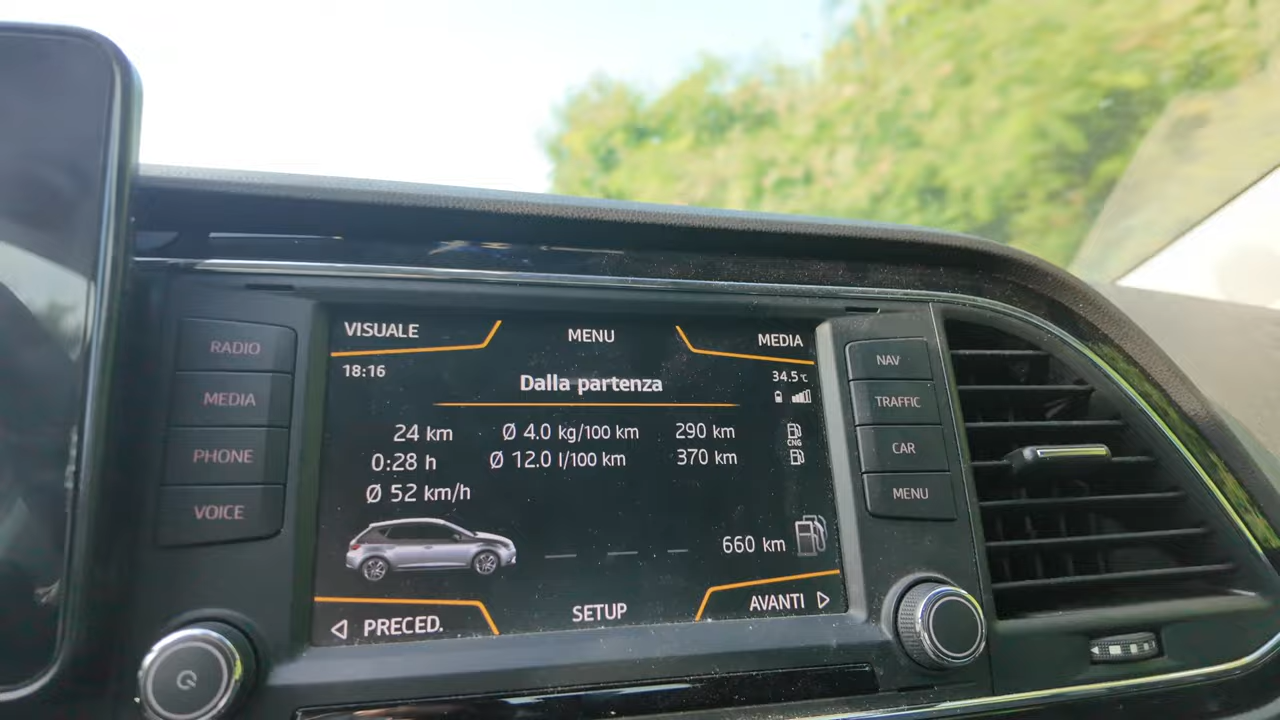 VISUALE MENU MEDIA
18:16 34.5°C
Dalla partenza
24 km Ø 4.0 kg/100 km 290 km CNG
0:28 h Ø 12.0 l/100 km 370 km
Ø 52 km/h
660 km
PRECED. SETUP AVANTI
RADIO
MEDIA
PHONE
VOICE
NAV
TRAFFIC
CAR
MENU